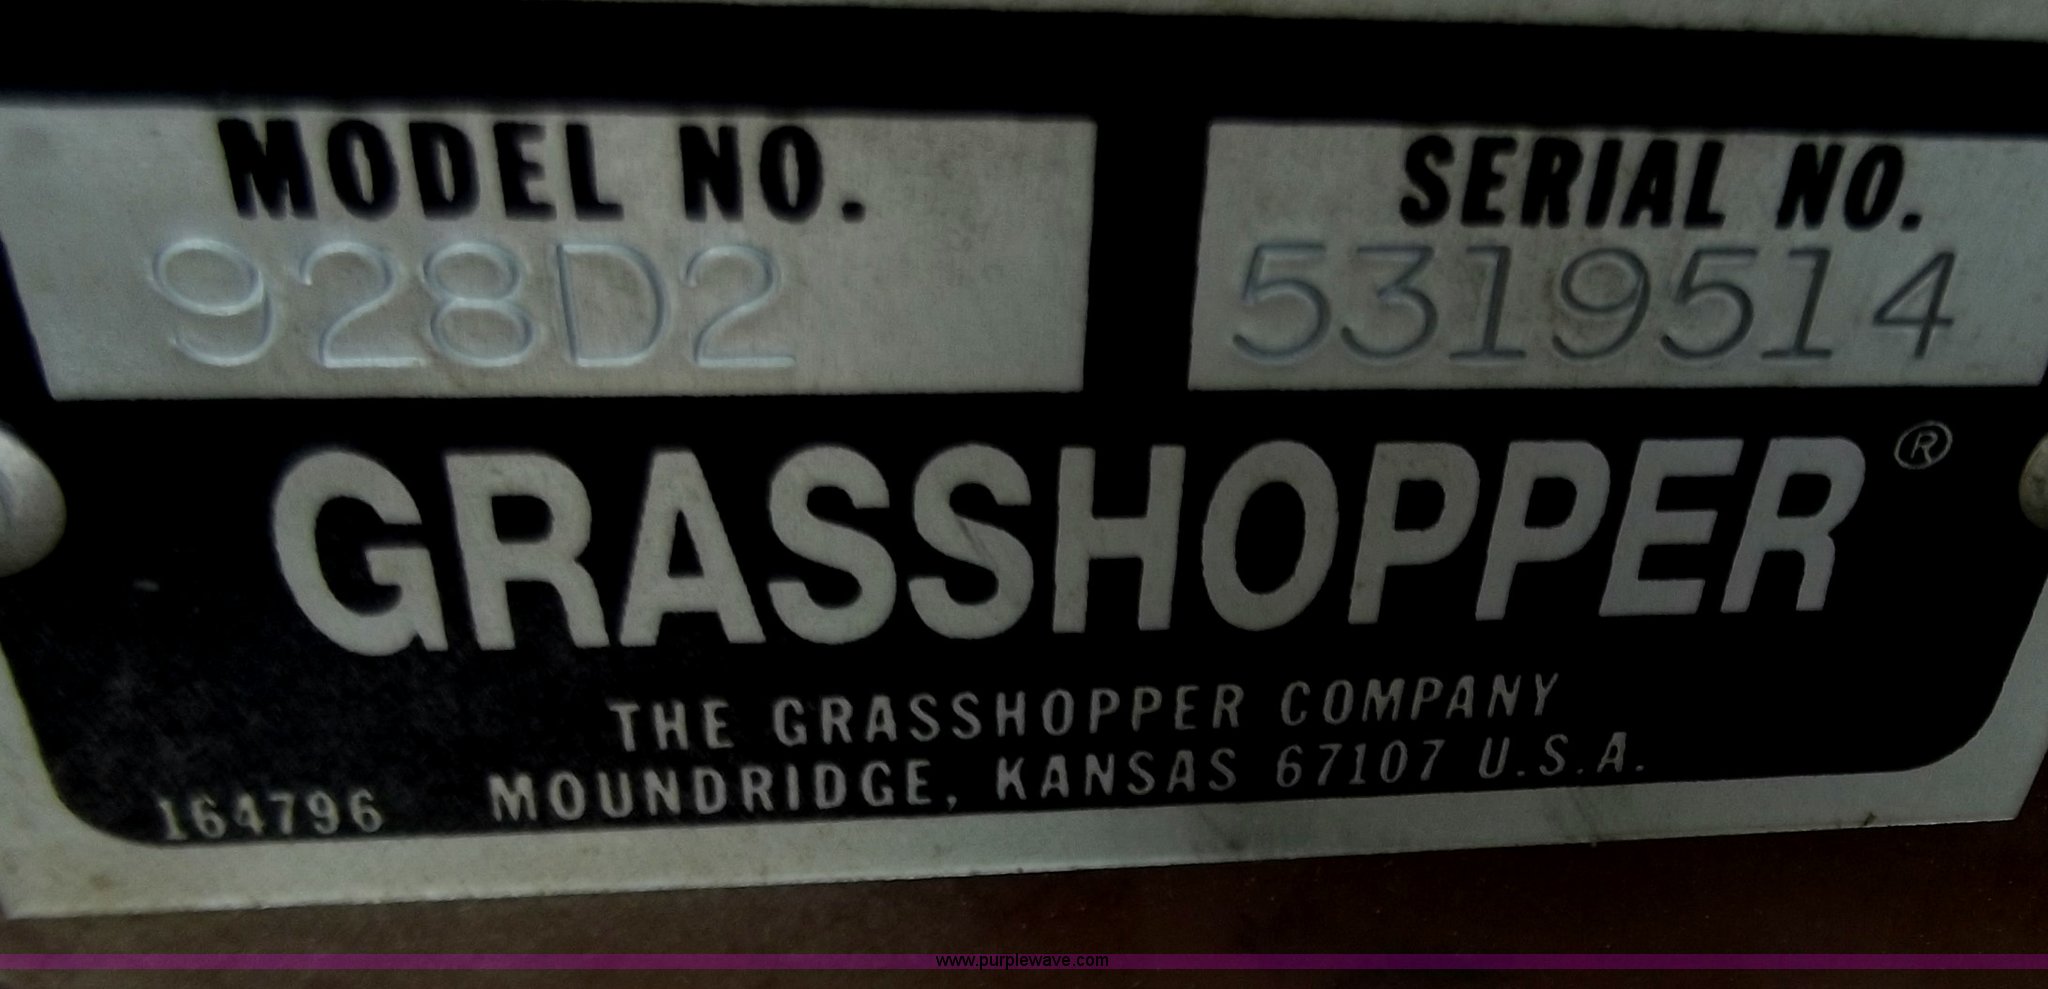 MODEL NO.
928D2
SERIAL NO.
5319514
GRASSHOPPER®
THE GRASSHOPPER COMPANY
MOUNDRIDGE, KANSAS 67107 U.S.A.
164796
www.purplewave.com